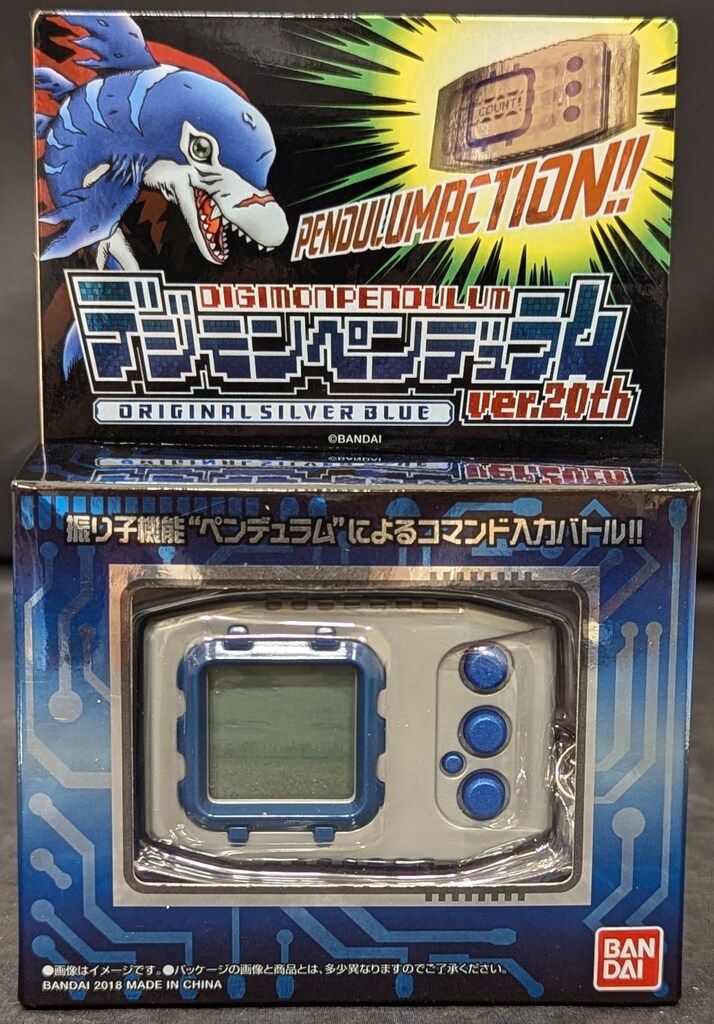 COUNT!
PENDULUMACTION!!
DIGIMONPENDULUM
デジモンペンデュラム
ORIGINAL SILVER BLUE
ver.20th
©BANDAI
振り子機能“ペンデュラム”によるコマンド入力バトル!!
●画像はイメージです。●パッケージの画像と商品とは、多少異なりますのでご了承ください。
BANDAI 2018 MADE IN CHINA
BAN
DAI